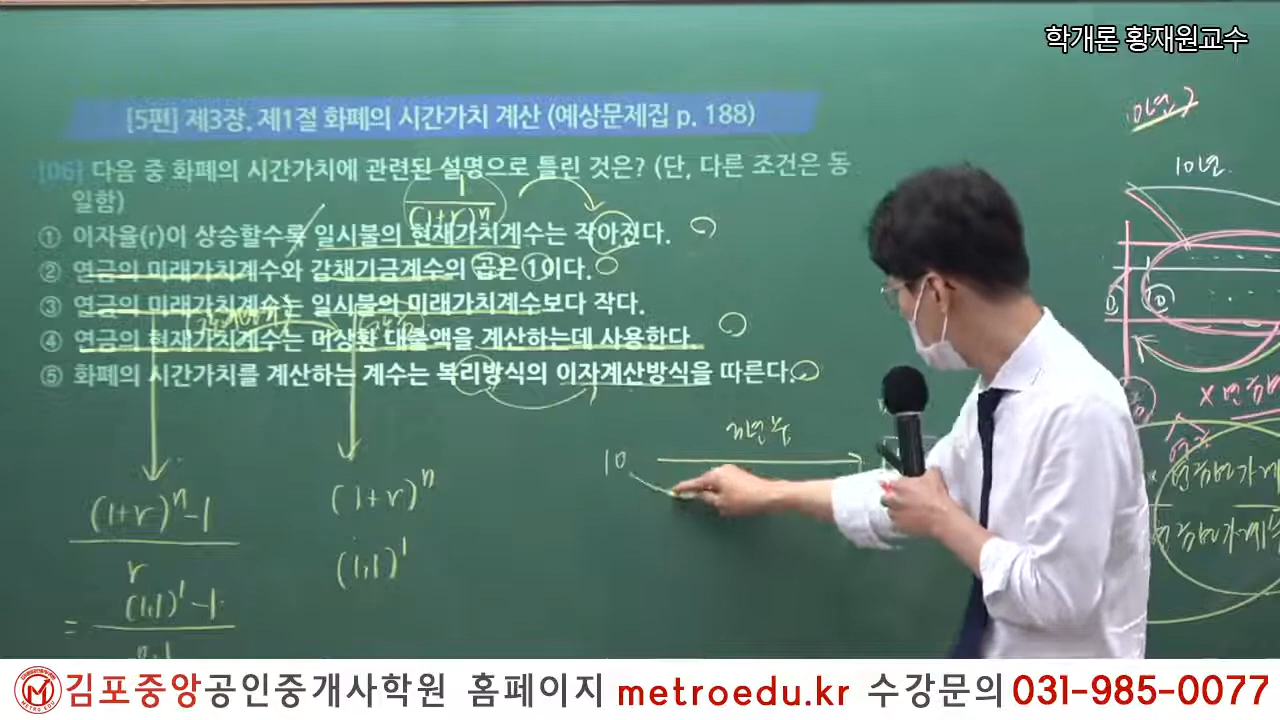 학개론 황재원교수
[5편] 제3장. 제1절 화폐의 시간가치 계산 (예상문제집 p. 188)
[06] 다음 중 화폐의 시간가치에 관련된 설명으로 틀린 것은? (단, 다른 조건은 동
일함)
1
(1+r)^n
① 이자율(r)이 상승할수록 일시불의 현재가치계수는 작아진다.
② 연금의 미래가치계수와 감채기금계수의 곱은 1이다.
③ 연금의 미래가치계수는 일시불의 미래가치계수보다 작다.
④ 연금의 현재가치계수는 미상환 대출액을 계산하는데 사용한다.
⑤ 화폐의 시간가치를 계산하는 계수는 복리방식의 이자계산방식을 따른다.
(1+r)^n-1
r
= (1.1)^1-1
(1+r)^n
(1.1)^1
10
10년
김포중앙공인중개사학원 홈페이지 metroedu.kr 수강문의 031-985-0077
METRO EDU